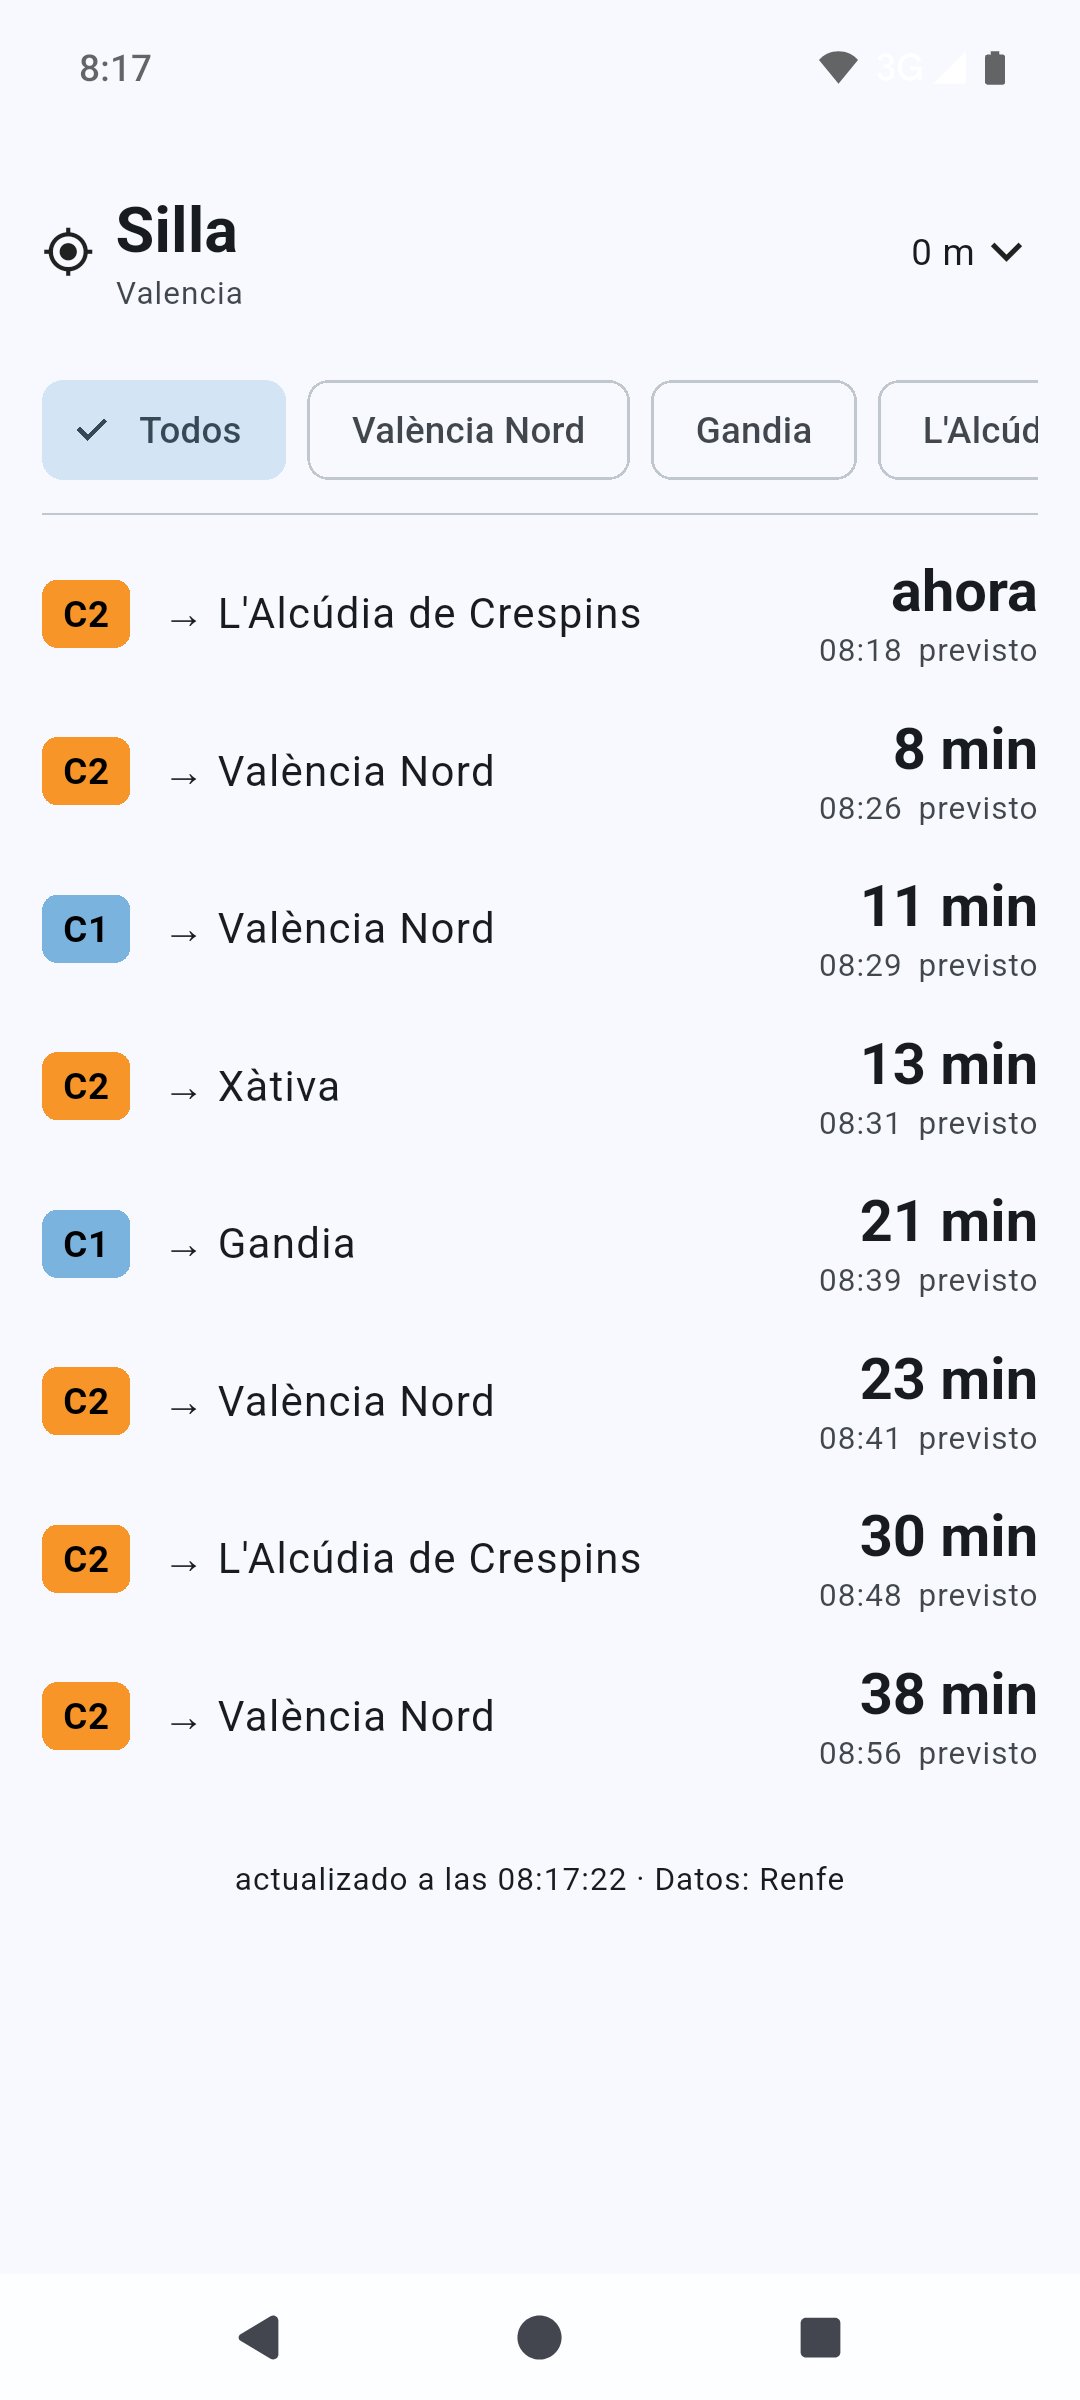 8:17
3G
Silla
0 m
Valencia
Todos
València Nord
Gandia
L'Alcúd
C2 → L'Alcúdia de Crespins ahora
08:18 previsto
C2 → València Nord 8 min
08:26 previsto
C1 → València Nord 11 min
08:29 previsto
C2 → Xàtiva 13 min
08:31 previsto
C1 → Gandia 21 min
08:39 previsto
C2 → València Nord 23 min
08:41 previsto
C2 → L'Alcúdia de Crespins 30 min
08:48 previsto
C2 → València Nord 38 min
08:56 previsto
actualizado a las 08:17:22 · Datos: Renfe